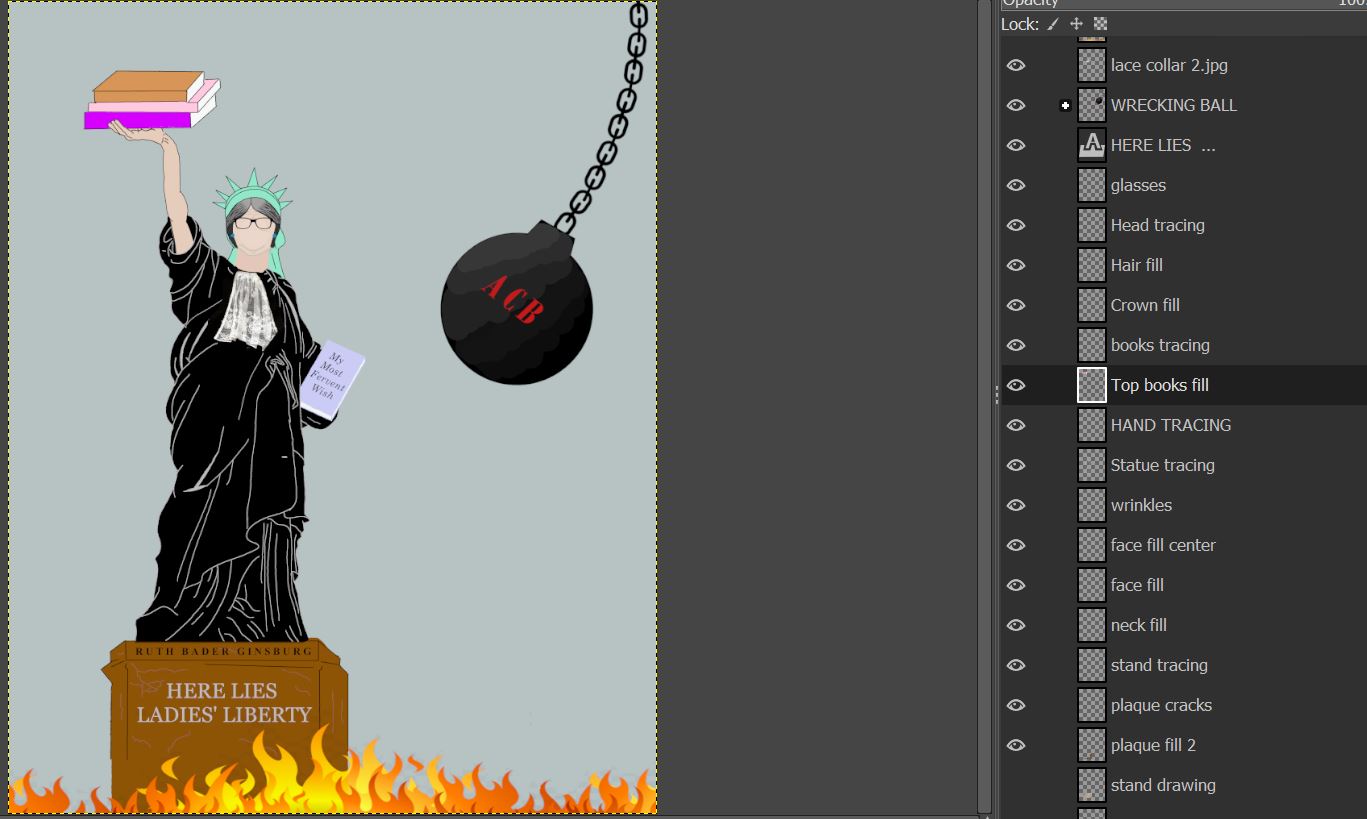 Opacity
100
Lock:
lace collar 2.jpg
WRECKING BALL
HERE LIES ...
glasses
Head tracing
Hair fill
Crown fill
books tracing
Top books fill
HAND TRACING
Statue tracing
wrinkles
face fill center
face fill
neck fill
stand tracing
plaque cracks
plaque fill 2
stand drawing
A
ACB
My
Most
Fervent
Wish
RUTH BADER GINSBURG
HERE LIES
LADIES' LIBERTY